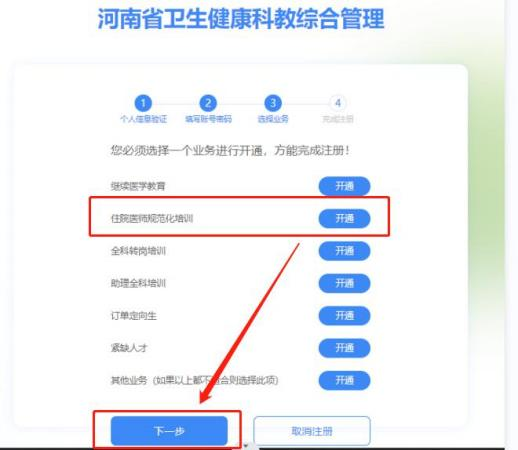 河南省卫生健康科教综合管理
1 2 3 4
个人信息验证 填写账号密码 选择业务 完成注册
您必须选择一个业务进行开通，方能完成注册！
继续医学教育 开通
住院医师规范化培训 开通
全科转岗培训 开通
助理全科培训 开通
订单定向生 开通
紧缺人才 开通
其他业务（如果以上都不适合则选择此项） 开通
下一步 取消注册